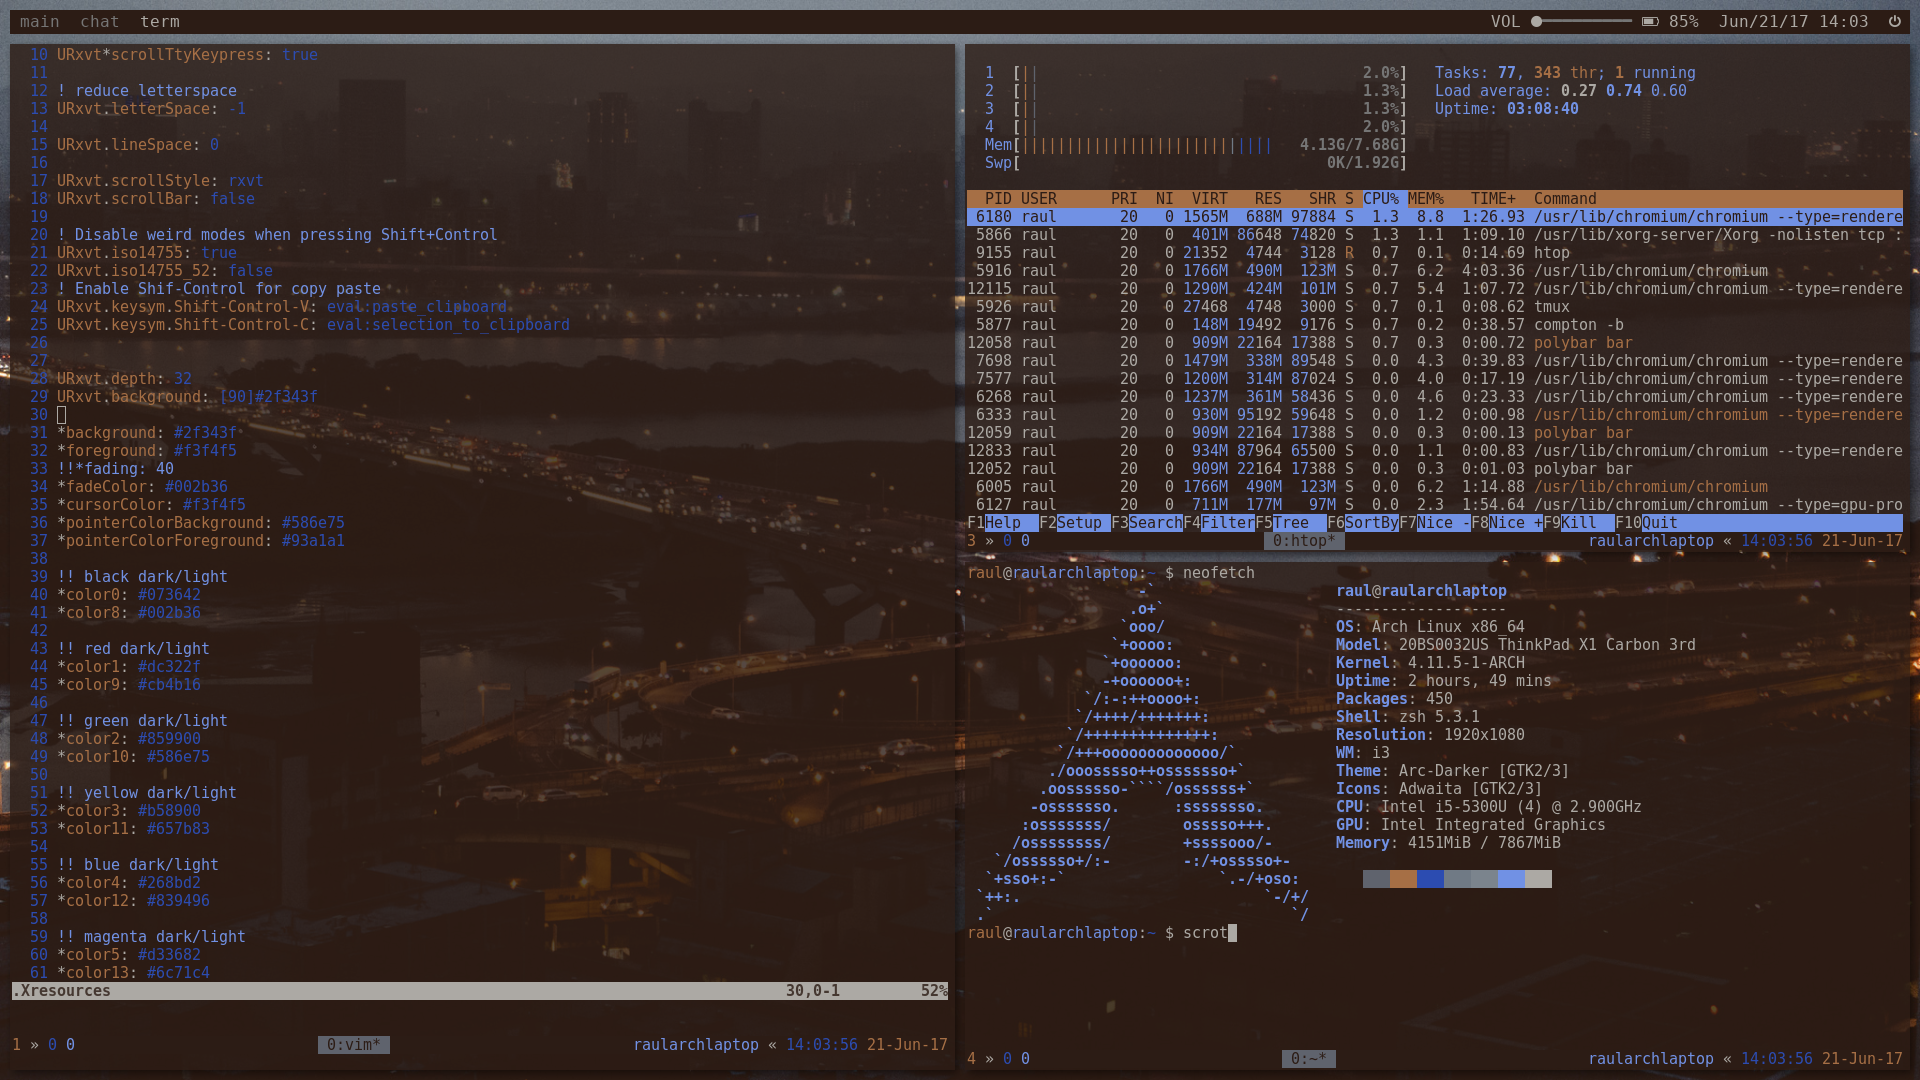 main chat term VOL 85% Jun/21/17 14:03
10 URxvt*scrollTtyKeypress: true
11
12 ! reduce letterspace
13 URxvt.letterSpace: -1
14
15 URxvt.lineSpace: 0
16
17 URxvt.scrollStyle: rxvt
18 URxvt.scrollBar: false
19
20 ! Disable weird modes when pressing Shift+Control
21 URxvt.iso14755: true
22 URxvt.iso14755_52: false
23 ! Enable Shif-Control for copy paste
24 URxvt.keysym.Shift-Control-V: eval:paste_clipboard
25 URxvt.keysym.Shift-Control-C: eval:selection_to_clipboard
26
27
28 URxvt.depth: 32
29 URxvt.background: [90]#2f343f
30
31 *background: #2f343f
32 *foreground: #f3f4f5
33 !!*fading: 40
34 *fadeColor: #002b36
35 *cursorColor: #f3f4f5
36 *pointerColorBackground: #586e75
37 *pointerColorForeground: #93a1a1
38
39 !! black dark/light
40 *color0: #073642
41 *color8: #002b36
42
43 !! red dark/light
44 *color1: #dc322f
45 *color9: #cb4b16
46
47 !! green dark/light
48 *color2: #859900
49 *color10: #586e75
50
51 !! yellow dark/light
52 *color3: #b58900
53 *color11: #657b83
54
55 !! blue dark/light
56 *color4: #268bd2
57 *color12: #839496
58
59 !! magenta dark/light
60 *color5: #d33682
61 *color13: #6c71c4
.Xresources 30,0-1 52%
1 » 0 0 0:vim* raularchlaptop « 14:03:56 21-Jun-17
1 [|| 2.0%] Tasks: 77, 343 thr; 1 running
2 [|| 1.3%] Load average: 0.27 0.74 0.60
3 [|| 1.3%] Uptime: 03:08:40
4 [|| 2.0%]
Mem[|||||||||||||||||||||||||||| 4.13G/7.68G]
Swp[ 0K/1.92G]
PID USER PRI NI VIRT RES SHR S CPU% MEM% TIME+ Command
6180 raul 20 0 1565M 688M 97884 S 1.3 8.8 1:26.93 /usr/lib/chromium/chromium --type=rendere
5866 raul 20 0 401M 86648 74820 S 1.3 1.1 1:09.10 /usr/lib/xorg-server/Xorg -nolisten tcp :
9155 raul 20 0 21352 4744 3128 R 0.7 0.1 0:14.69 htop
5916 raul 20 0 1766M 490M 123M S 0.7 6.2 4:03.36 /usr/lib/chromium/chromium
12115 raul 20 0 1290M 424M 101M S 0.7 5.4 1:07.72 /usr/lib/chromium/chromium --type=rendere
5926 raul 20 0 27468 4748 3000 S 0.7 0.1 0:08.62 tmux
5877 raul 20 0 148M 19492 9176 S 0.7 0.2 0:38.57 compton -b
12058 raul 20 0 909M 22164 17388 S 0.7 0.3 0:00.72 polybar bar
7698 raul 20 0 1479M 338M 89548 S 0.0 4.3 0:39.83 /usr/lib/chromium/chromium --type=rendere
7577 raul 20 0 1200M 314M 87024 S 0.0 4.0 0:17.19 /usr/lib/chromium/chromium --type=rendere
6268 raul 20 0 1237M 361M 58436 S 0.0 4.6 0:23.33 /usr/lib/chromium/chromium --type=rendere
6333 raul 20 0 930M 95192 59648 S 0.0 1.2 0:00.98 /usr/lib/chromium/chromium --type=rendere
12059 raul 20 0 909M 22164 17388 S 0.0 0.3 0:00.13 polybar bar
12833 raul 20 0 934M 87964 65500 S 0.0 1.1 0:00.83 /usr/lib/chromium/chromium --type=rendere
12052 raul 20 0 909M 22164 17388 S 0.0 0.3 0:01.03 polybar bar
6005 raul 20 0 1766M 490M 123M S 0.0 6.2 1:14.88 /usr/lib/chromium/chromium
6127 raul 20 0 711M 177M 97M S 0.0 2.3 1:54.64 /usr/lib/chromium/chromium --type=gpu-pro
F1Help F2Setup F3SearchF4FilterF5Tree F6SortByF7Nice -F8Nice +F9Kill F10Quit
3 » 0 0 0:htop* raularchlaptop « 14:03:56 21-Jun-17
raul@raularchlaptop:~ $ neofetch
-` raul@raularchlaptop
.o+` -------------------
`ooo/ OS: Arch Linux x86_64
`+oooo: Model: 20BS0032US ThinkPad X1 Carbon 3rd
`+oooooo: Kernel: 4.11.5-1-ARCH
-+oooooo+: Uptime: 2 hours, 49 mins
`/:-:++oooo+: Packages: 450
`/++++/+++++++: Shell: zsh 5.3.1
`/++++++++++++++: Resolution: 1920x1080
`/+++ooooooooooooo/` WM: i3
./ooosssso++osssssso+` Theme: Arc-Darker [GTK2/3]
.oossssso-````/ossssss+` Icons: Adwaita [GTK2/3]
-osssssso. :ssssssso. CPU: Intel i5-5300U (4) @ 2.900GHz
:osssssss/ osssso+++. GPU: Intel Integrated Graphics
/ossssssss/ +ssssooo/- Memory: 4151MiB / 7867MiB
`/ossssso+/:- -:/+osssso+-
`+sso+:-` `.-/+oso:
`++:. `-/+/
.` `/
raul@raularchlaptop:~ $ scrot
4 » 0 0 0:~* raularchlaptop « 14:03:56 21-Jun-17